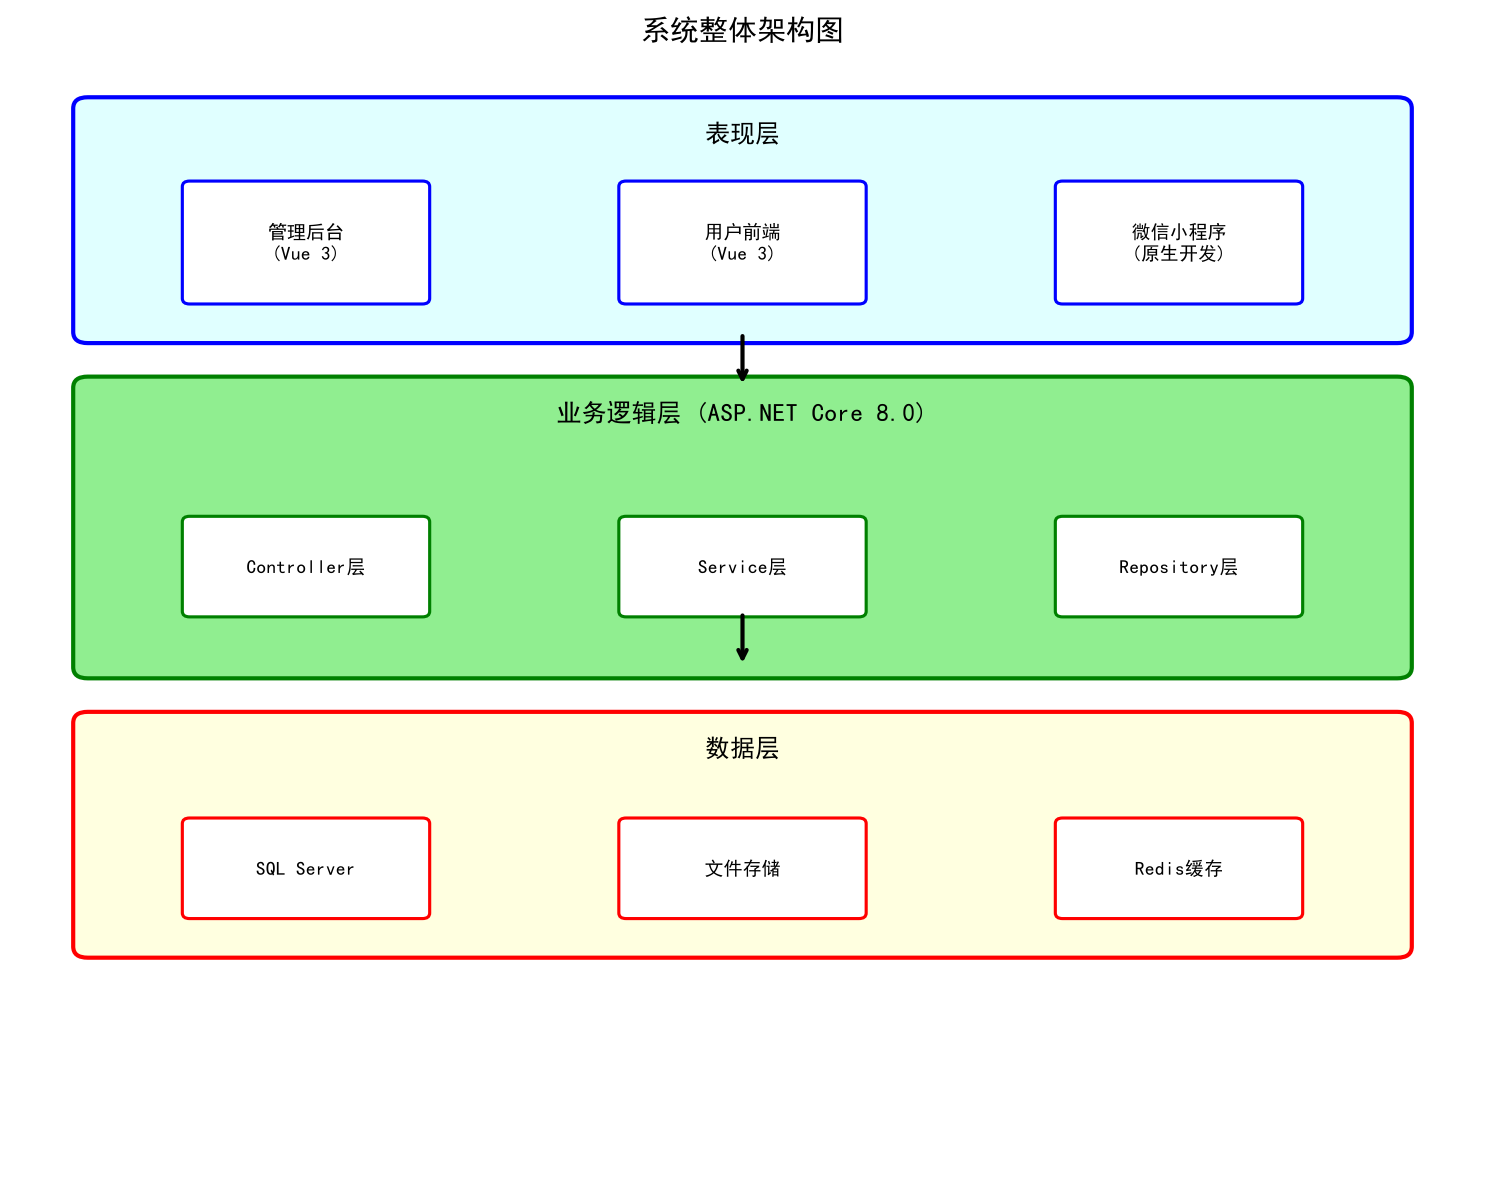 系统整体架构图
表现层
管理后台
(Vue 3)
用户前端
(Vue 3)
微信小程序
(原生开发)
业务逻辑层 (ASP.NET Core 8.0)
Controller层
Service层
Repository层
数据层
SQL Server
文件存储
Redis缓存